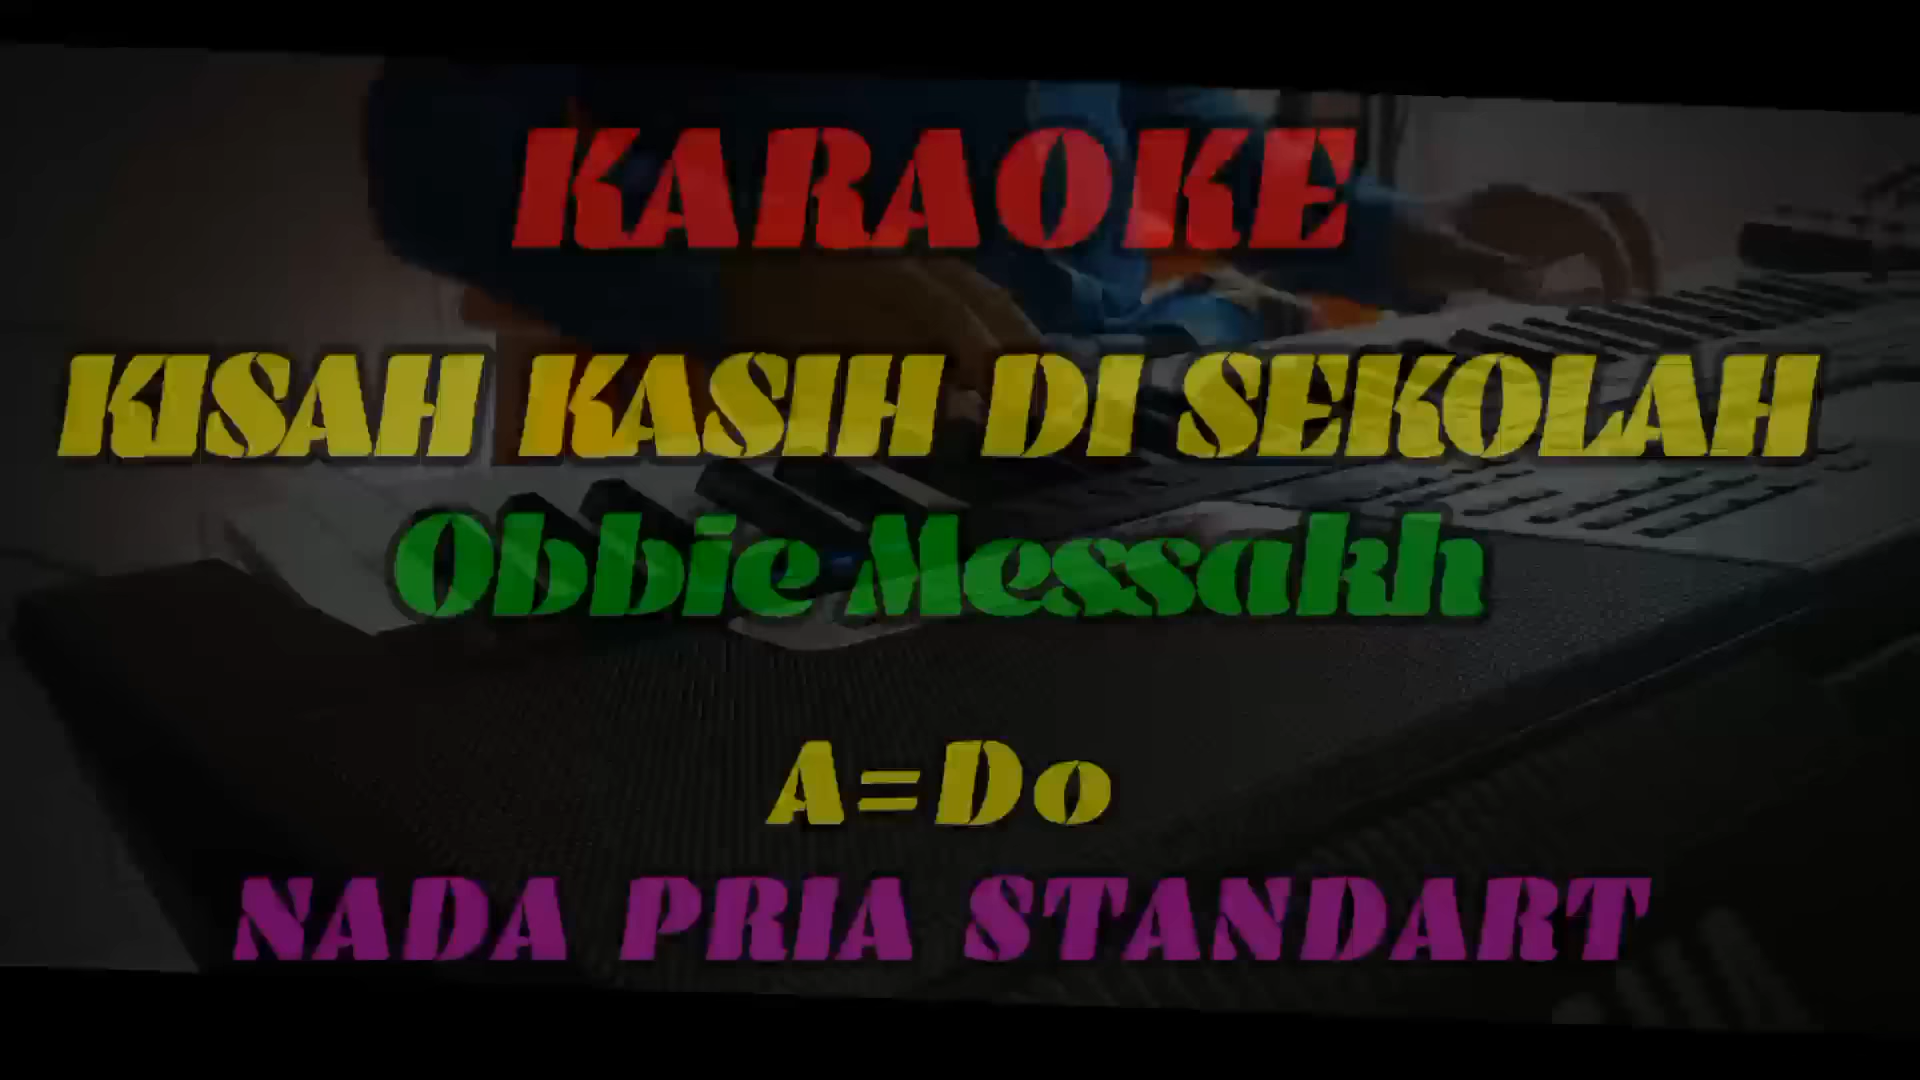 KARAOKE
KISAH KASIH DI SEKOLAH
Obbie Messakh
A=Do
NADA PRIA STANDART